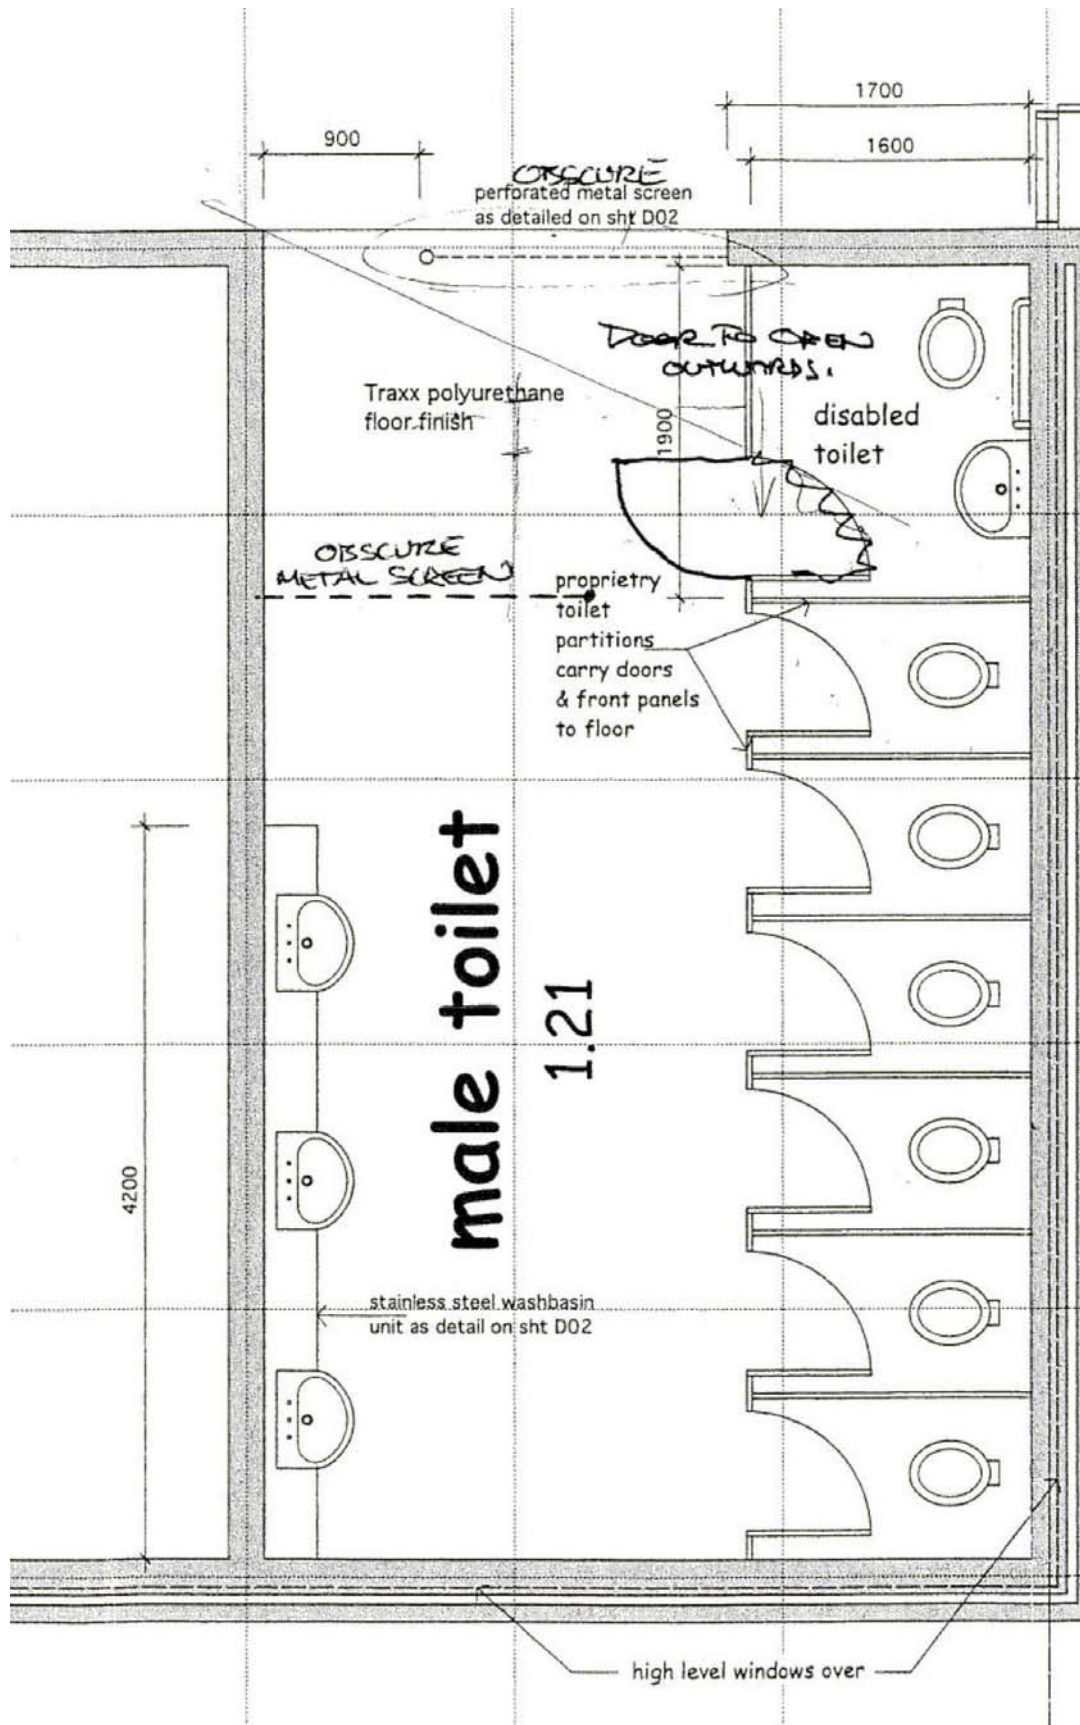 1700
900
1600
OBSCURE
perforated metal screen
as detailed on sht D02
DOOR TO OPEN
OUTWARDS.
Traxx polyurethane
floor finish
1900
disabled
toilet
OBSCURE
METAL SCREEN
proprietry
toilet
partitions
carry doors
& front panels
to floor
male toilet
1.21
4200
stainless steel washbasin
unit as detail on sht D02
high level windows over